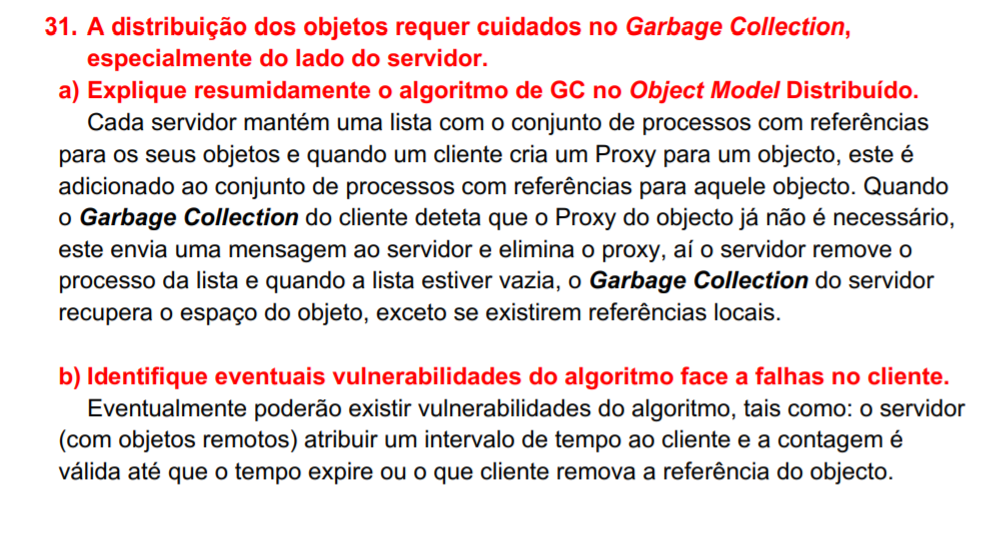 31. A distribuição dos objetos requer cuidados no Garbage Collection,
especialmente do lado do servidor.
a) Explique resumidamente o algoritmo de GC no Object Model Distribuído.
Cada servidor mantém uma lista com o conjunto de processos com referências
para os seus objetos e quando um cliente cria um Proxy para um objecto, este é
adicionado ao conjunto de processos com referências para aquele objecto. Quando
o Garbage Collection do cliente deteta que o Proxy do objecto já não é necessário,
este envia uma mensagem ao servidor e elimina o proxy, aí o servidor remove o
processo da lista e quando a lista estiver vazia, o Garbage Collection do servidor
recupera o espaço do objeto, exceto se existirem referências locais.
b) Identifique eventuais vulnerabilidades do algoritmo face a falhas no cliente.
Eventualmente poderão existir vulnerabilidades do algoritmo, tais como: o servidor
(com objetos remotos) atribuir um intervalo de tempo ao cliente e a contagem é
válida até que o tempo expire ou o que cliente remova a referência do objecto.